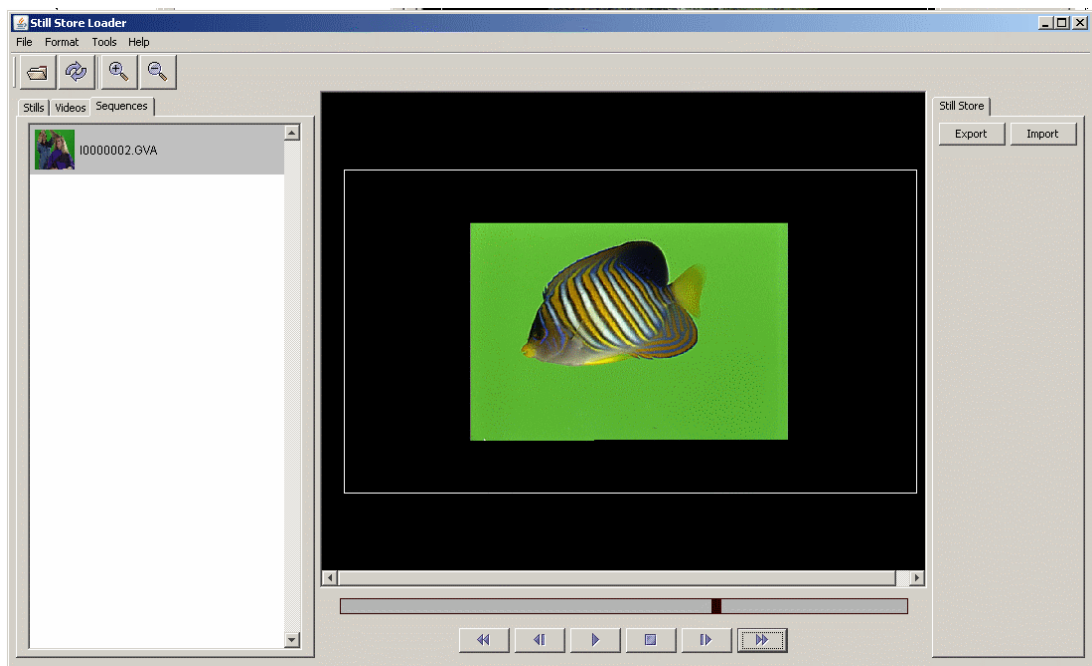 Still Store Loader
File Format Tools Help
Stills Videos Sequences
I0000002.GVA
Still Store
Export Import